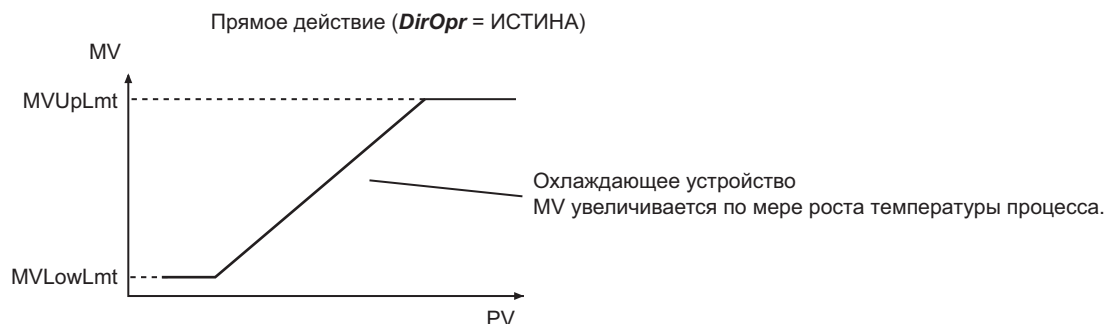 Прямое действие (DirOpr = ИСТИНА)
MV
MVUpLmt
Охлаждающее устройство
MV увеличивается по мере роста температуры процесса.
MVLowLmt
PV